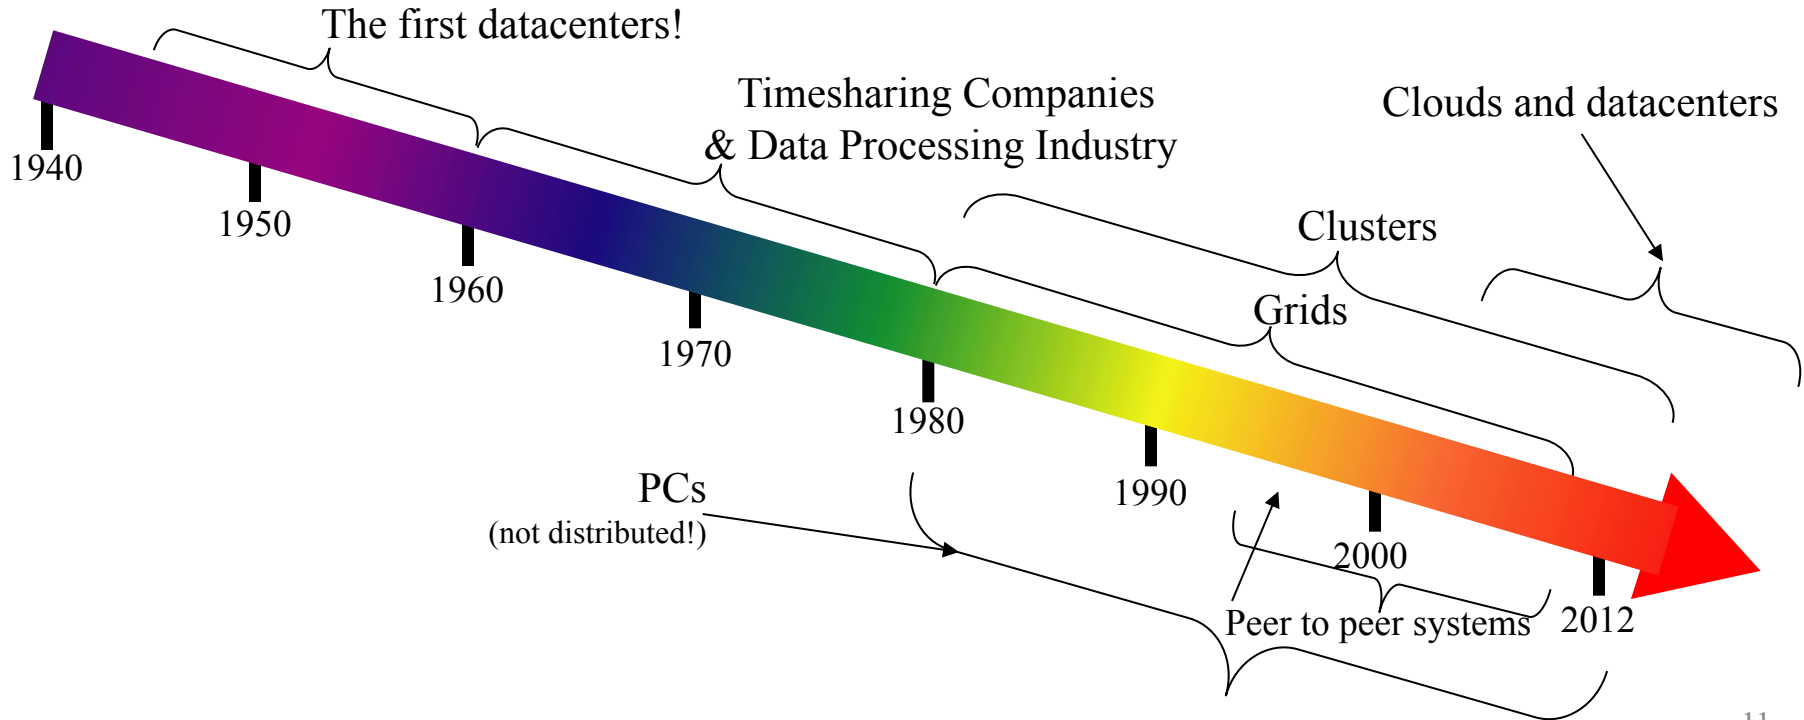 The first datacenters!
Timesharing Companies
& Data Processing Industry
Clouds and datacenters
Clusters
Grids
1940
1950
1960
1970
1980
1990
2000
2012
PCs
(not distributed!)
Peer to peer systems
11